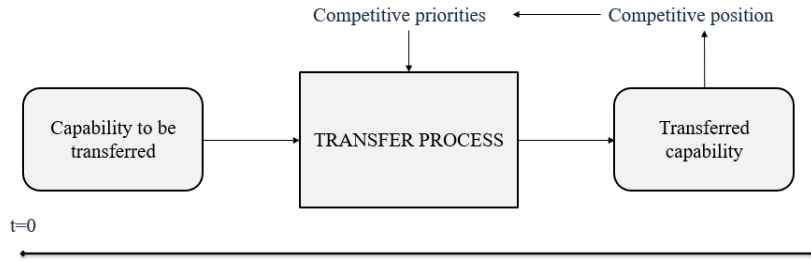 Competitive priorities
Competitive position
Capability to be
transferred
TRANSFER PROCESS
Transferred
capability
t=0